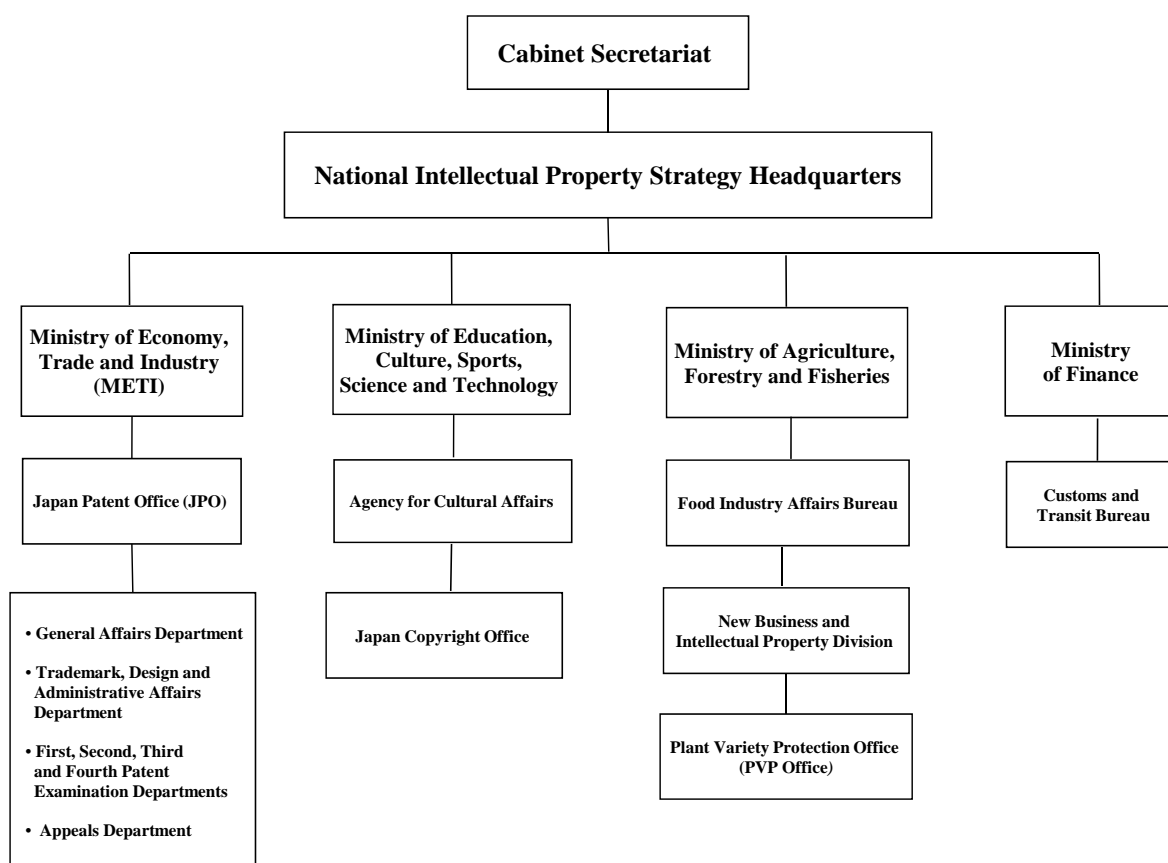 Cabinet Secretariat
National Intellectual Property Strategy Headquarters
Ministry of Economy,
Trade and Industry
(METI)
Ministry of Education,
Culture, Sports,
Science and Technology
Ministry of Agriculture,
Forestry and Fisheries
Ministry
of Finance
Japan Patent Office (JPO)
Agency for Cultural Affairs
Food Industry Affairs Bureau
Customs and
Transit Bureau
• General Affairs Department
• Trademark, Design and
Administrative Affairs
Department
• First, Second, Third
and Fourth Patent
Examination Departments
• Appeals Department
Japan Copyright Office
New Business and
Intellectual Property Division
Plant Variety Protection Office
(PVP Office)